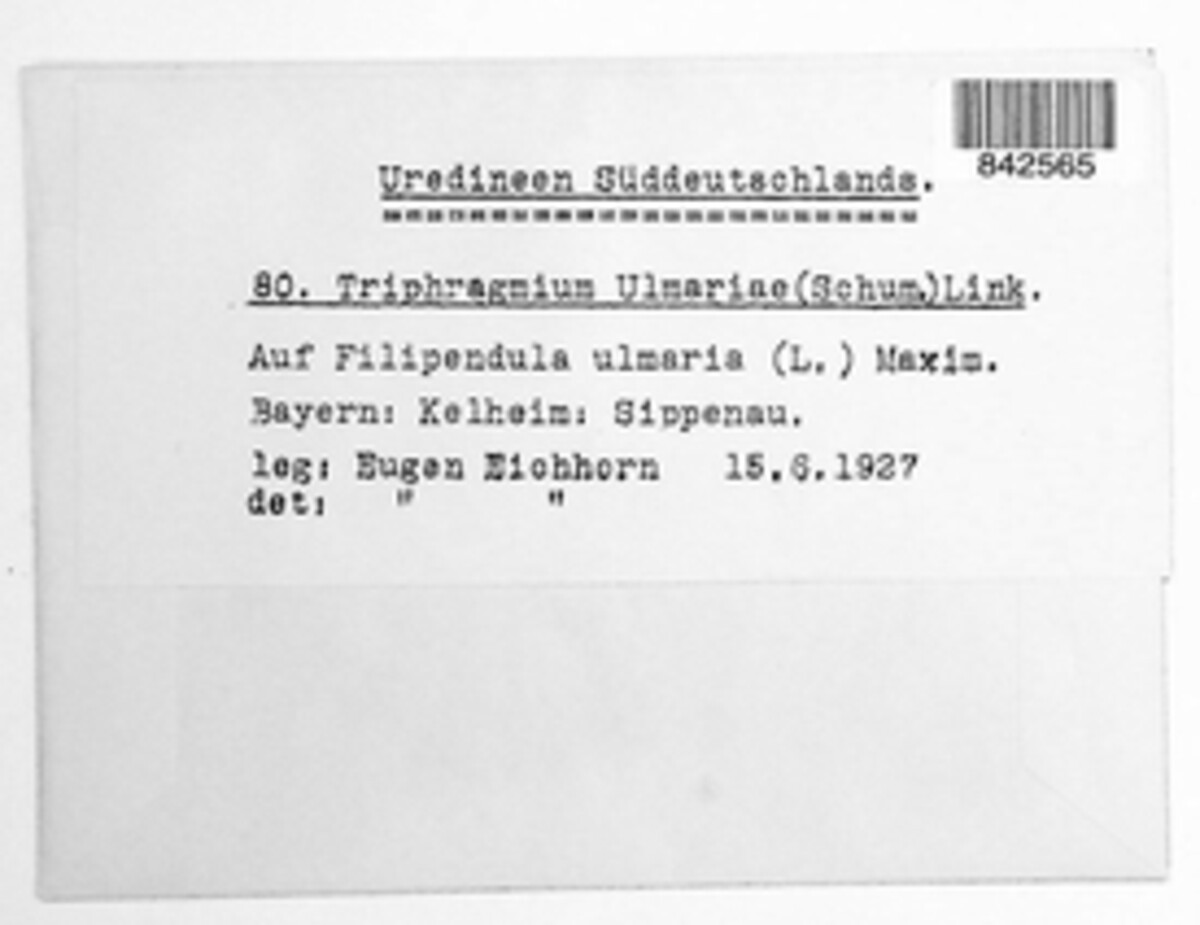 842565
Uredineen Süddeutschlands.
80. Triphragmium Ulmariae(Schum.)Link.
Auf Filipendula ulmaria (L.) Maxim.
Bayern: Kelheim: Sippenau.
leg: Eugen Eichhorn 15.6.1927
det: " "